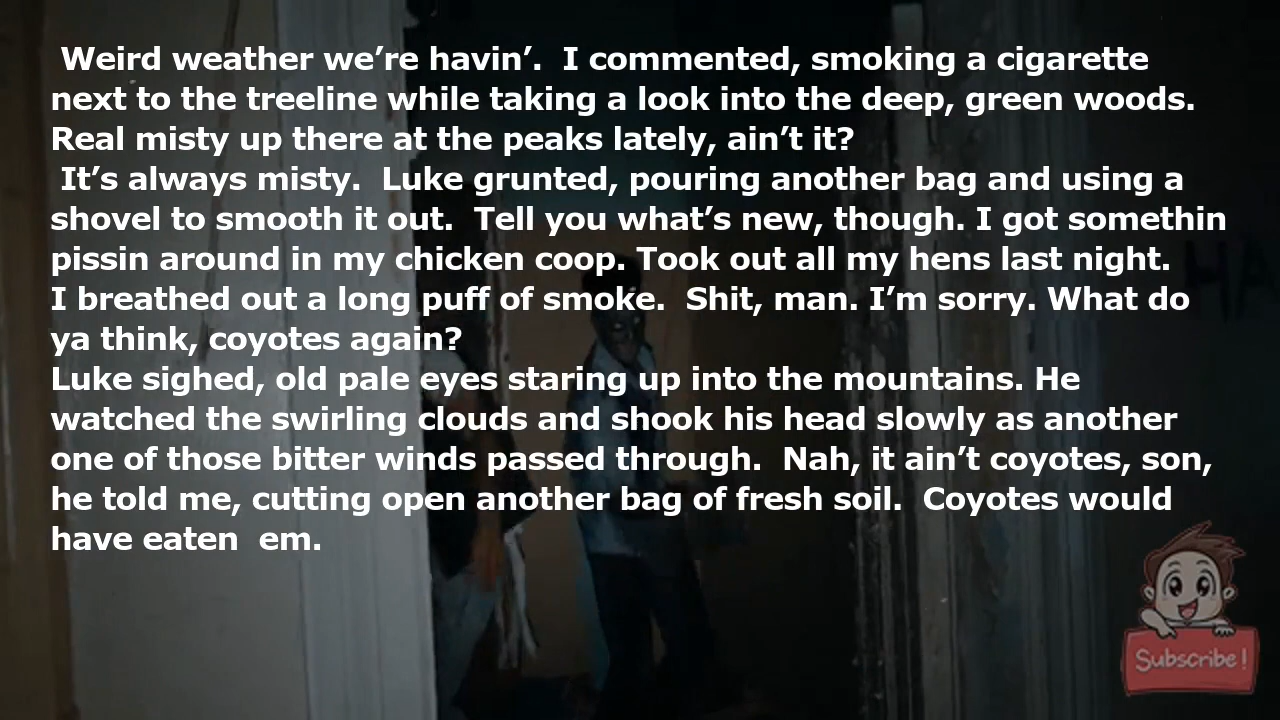 Weird weather we’re havin’.  I commented, smoking a cigarette
next to the treeline while taking a look into the deep, green woods.
Real misty up there at the peaks lately, ain’t it?
It’s always misty.  Luke grunted, pouring another bag and using a
shovel to smooth it out.  Tell you what’s new, though. I got somethin
pissin around in my chicken coop. Took out all my hens last night.
I breathed out a long puff of smoke.  Shit, man. I’m sorry. What do
ya think, coyotes again?
Luke sighed, old pale eyes staring up into the mountains. He
watched the swirling clouds and shook his head slowly as another
one of those bitter winds passed through.  Nah, it ain’t coyotes, son,
he told me, cutting open another bag of fresh soil.  Coyotes would
have eaten  em.
Subscribe!